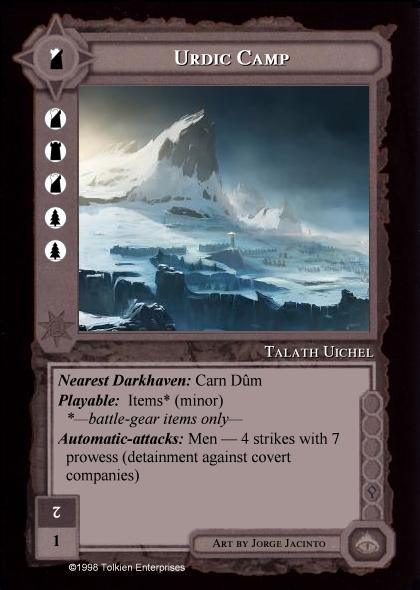 Urdic Camp
Talath Uichel
Nearest Darkhaven: Carn Dûm
Playable: Items* (minor)
*—battle-gear items only—
Automatic-attacks: Men — 4 strikes with 7
prowess (detainment against covert
companies)
2
1
Art by Jorge Jacinto
©1998 Tolkien Enterprises